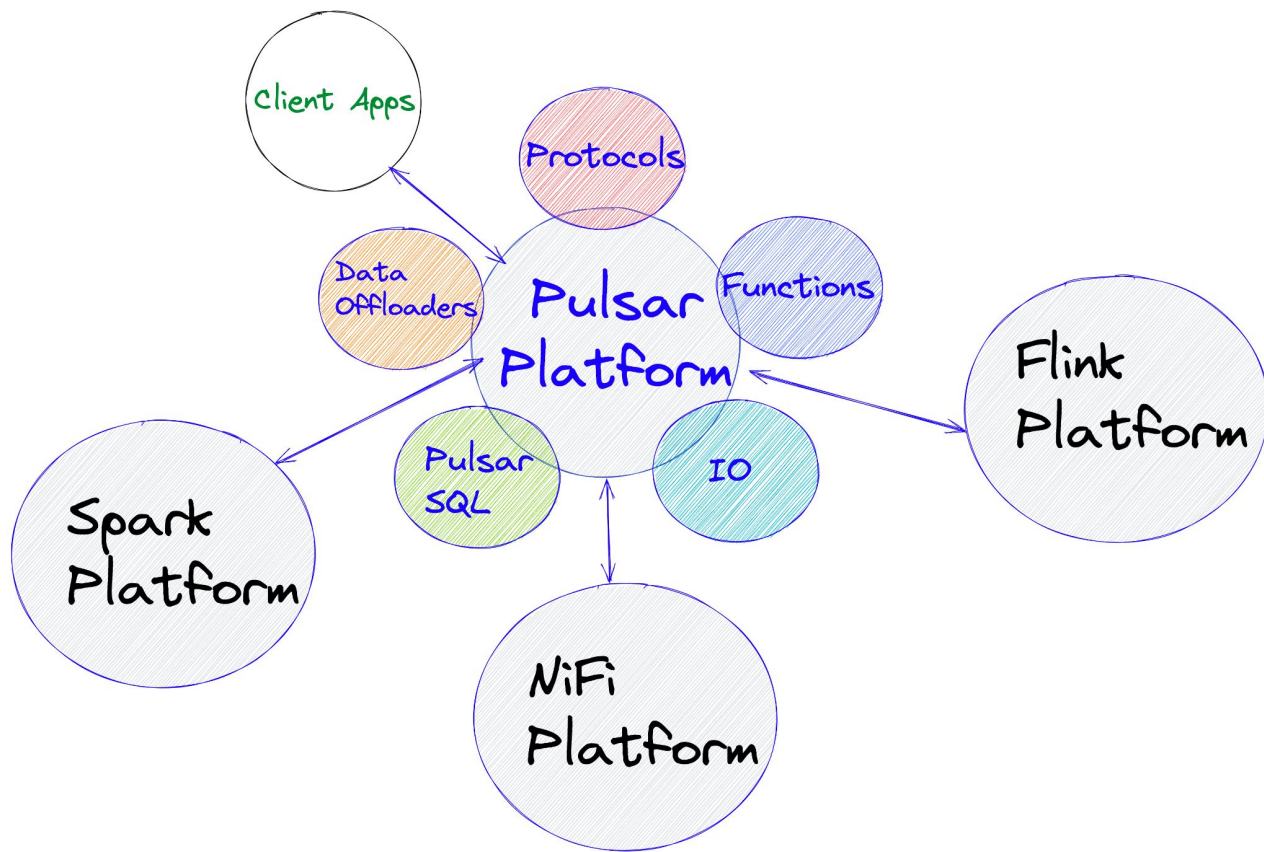 Client Apps
Protocols
Data
Offloaders
Pulsar
Platform
Functions
Flink
Platform
Pulsar
SQL
IO
Spark
Platform
NiFi
Platform